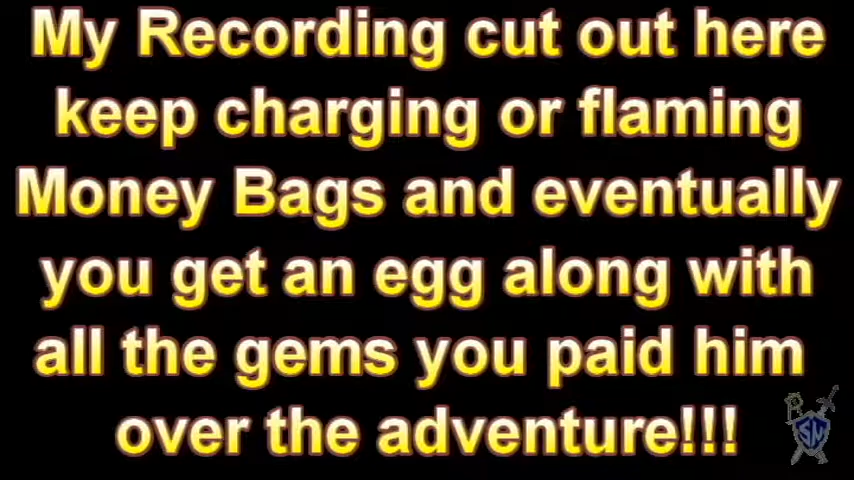 My Recording cut out here
keep charging or flaming
Money Bags and eventually
you get an egg along with
all the gems you paid him
over the adventure!!!
SM